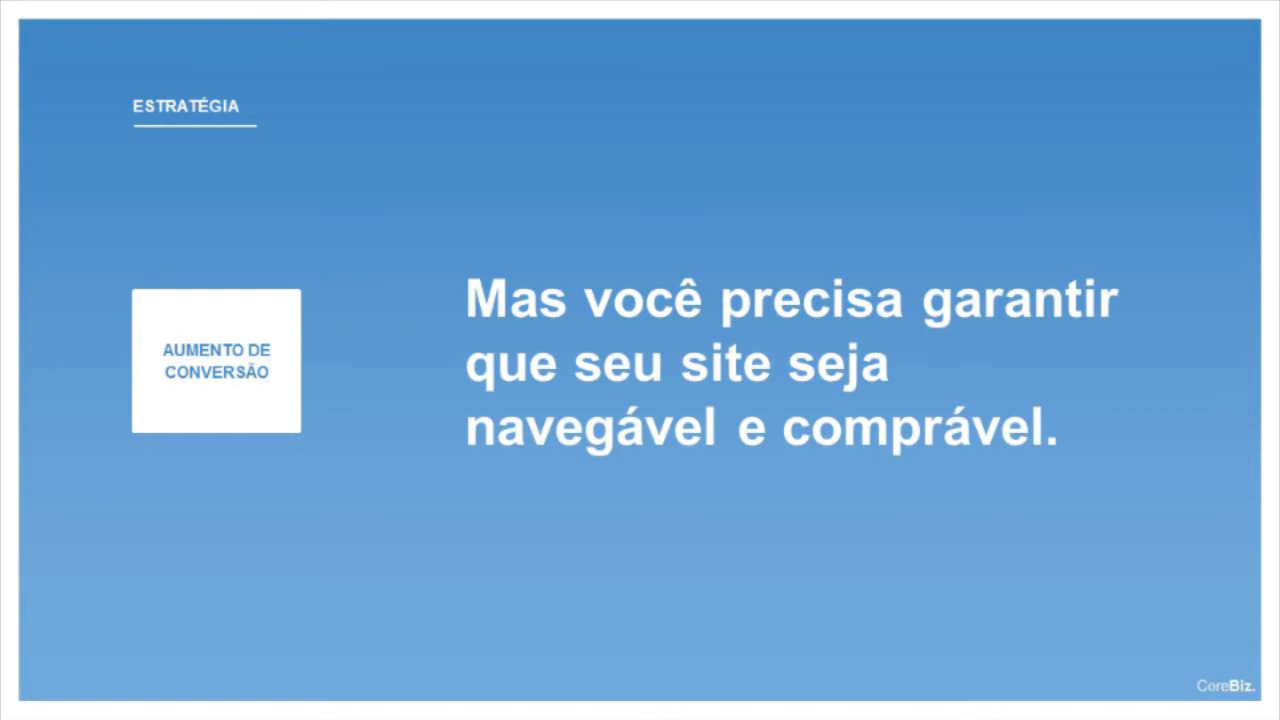 ESTRATÉGIA
AUMENTO DE
CONVERSÃO
Mas você precisa garantir
que seu site seja
navegável e comprável.
CoreBiz.